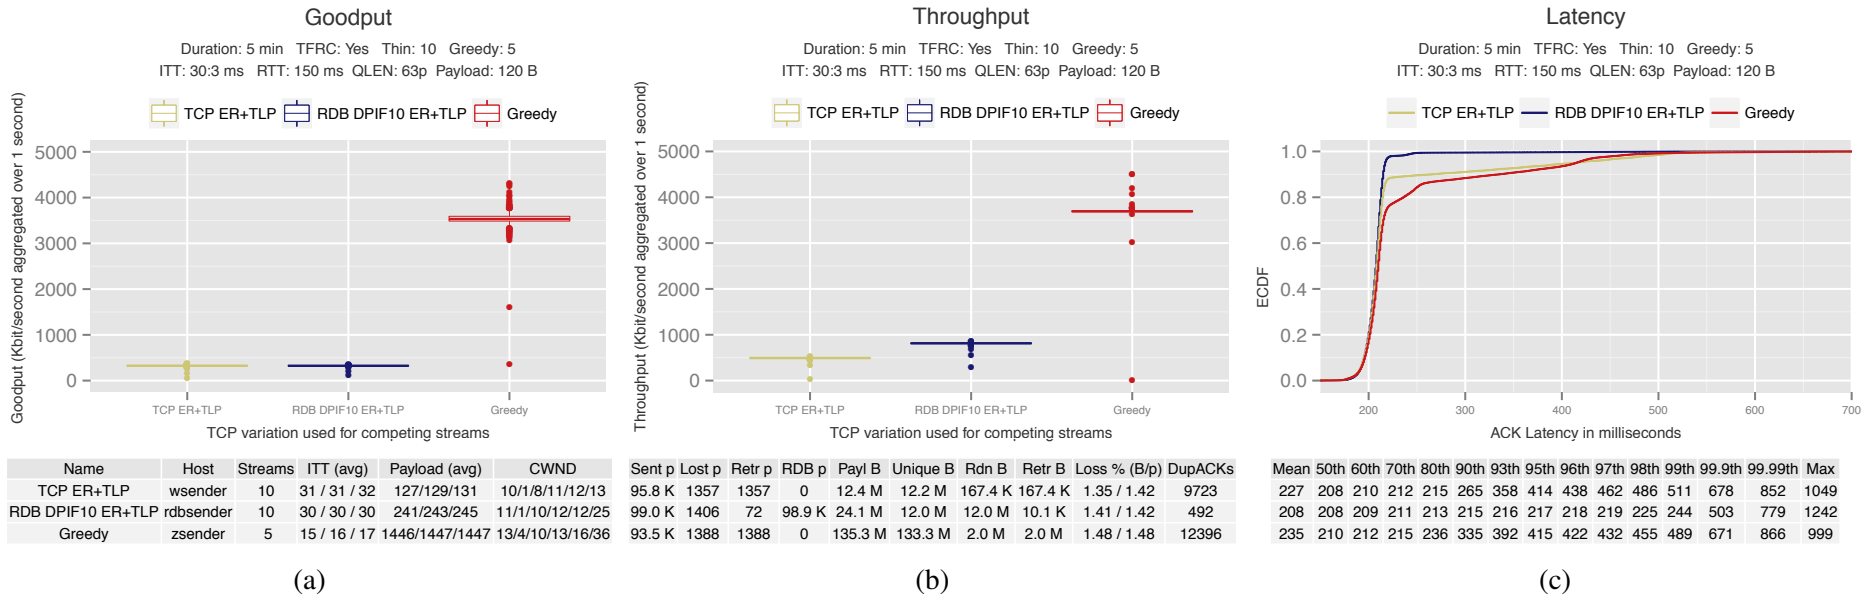 Goodput
Duration: 5 min TFRC: Yes Thin: 10 Greedy: 5
ITT: 30:3 ms RTT: 150 ms QLEN: 63p Payload: 120 B
TCP ER+TLP RDB DPIF10 ER+TLP Greedy
Goodput (Kbit/second aggregated over 1 second)
5000
4000
3000
2000
1000
0
TCP ER+TLP RDB DPIF10 ER+TLP Greedy
TCP variation used for competing streams
Name Host Streams ITT (avg) Payload (avg) CWND
TCP ER+TLP wsender 10 31 / 31 / 32 127/129/131 10/1/8/11/12/13
RDB DPIF10 ER+TLP rdbsender 10 30 / 30 / 30 241/243/245 11/1/10/12/12/25
Greedy zsender 5 15 / 16 / 17 1446/1447/1447 13/4/10/13/16/36
(a)
Throughput
Duration: 5 min TFRC: Yes Thin: 10 Greedy: 5
ITT: 30:3 ms RTT: 150 ms QLEN: 63p Payload: 120 B
TCP ER+TLP RDB DPIF10 ER+TLP Greedy
Throughput (Kbit/second aggregated over 1 second)
5000
4000
3000
2000
1000
0
TCP ER+TLP RDB DPIF10 ER+TLP Greedy
TCP variation used for competing streams
Sent p Lost p Retr p RDB p Payl B Unique B Rdn B Retr B Loss % (B/p) DupACKs
95.8 K 1357 1357 0 12.4 M 12.2 M 167.4 K 167.4 K 1.35 / 1.42 9723
99.0 K 1406 72 98.9 K 24.1 M 12.0 M 12.0 M 10.1 K 1.41 / 1.42 492
93.5 K 1388 1388 0 135.3 M 133.3 M 2.0 M 2.0 M 1.48 / 1.48 12396
(b)
Latency
Duration: 5 min TFRC: Yes Thin: 10 Greedy: 5
ITT: 30:3 ms RTT: 150 ms QLEN: 63p Payload: 120 B
TCP ER+TLP RDB DPIF10 ER+TLP Greedy
ECDF
1.0
0.8
0.6
0.4
0.2
0.0
200 300 400 500 600 700
ACK Latency in milliseconds
Mean 50th 60th 70th 80th 90th 93th 95th 96th 97th 98th 99th 99.9th 99.99th Max
227 208 210 212 215 265 358 414 438 462 486 511 678 852 1049
208 208 209 211 213 215 216 217 218 219 225 244 503 779 1242
235 210 212 215 236 335 392 415 422 432 455 489 671 866 999
(c)